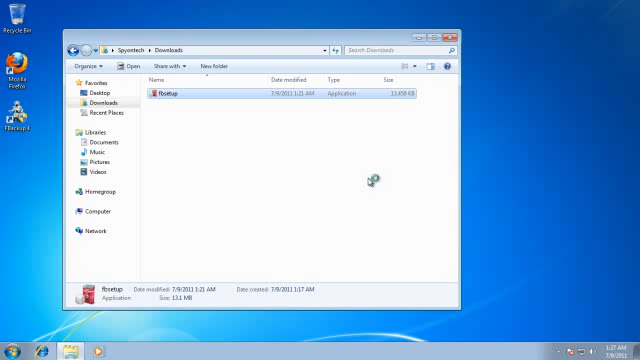 Recycle Bin
Mozilla
Firefox
FBackup 4
Spyontech ▸ Downloads
Search Downloads
Organize Open Share with New folder
Favorites
Desktop
Downloads
Recent Places
Libraries
Documents
Music
Pictures
Videos
Homegroup
Computer
Network
Name Date modified Type Size
fbsetup 7/9/2011 1:21 AM Application 13,459 KB
fbsetup Date modified: 7/9/2011 1:21 AM Date created: 7/9/2011 1:17 AM
Application Size: 13.1 MB
1:27 AM
7/9/2011